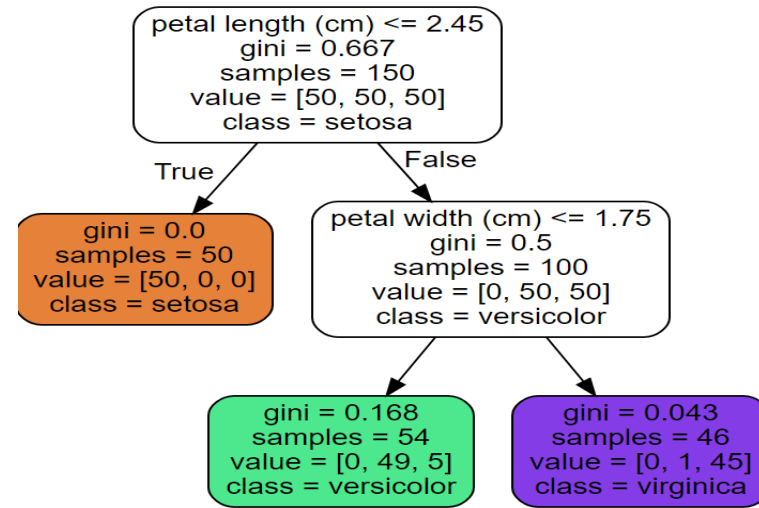 petal length (cm) <= 2.45
gini = 0.667
samples = 150
value = [50, 50, 50]
class = setosa
True
False
gini = 0.0
samples = 50
value = [50, 0, 0]
class = setosa
petal width (cm) <= 1.75
gini = 0.5
samples = 100
value = [0, 50, 50]
class = versicolor
gini = 0.168
samples = 54
value = [0, 49, 5]
class = versicolor
gini = 0.043
samples = 46
value = [0, 1, 45]
class = virginica